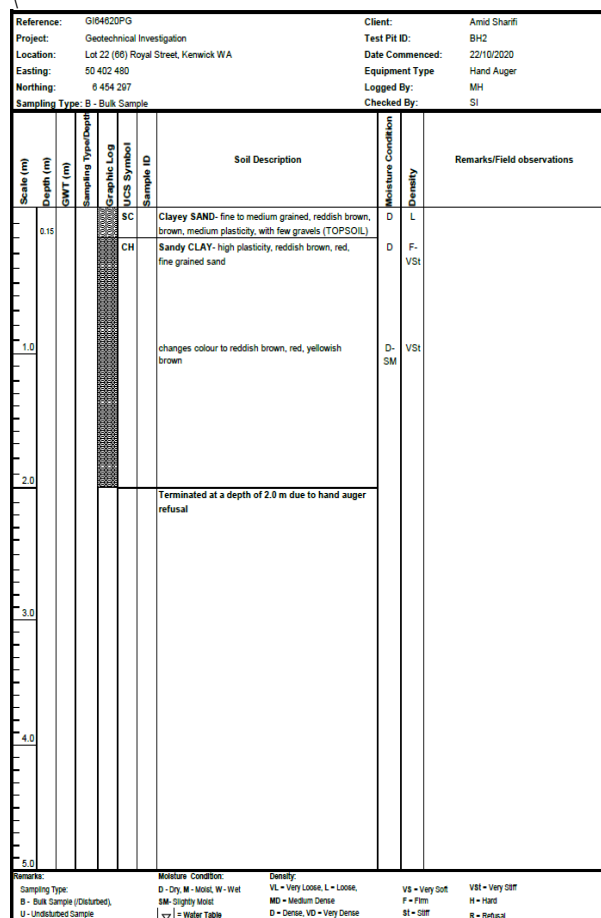 Reference: GI64620PG Client: Amid Sharifi
Project: Geotechnical Investigation Test Pit ID: BH2
Location: Lot 22 (66) Royal Street, Kenwick WA Date Commenced: 22/10/2020
Easting: 50 402 480 Equipment Type Hand Auger
Northing: 6 454 297 Logged By: MH
Sampling Type: B - Bulk Sample Checked By: SI
Scale (m) Depth (m) GWT (m) Sampling Type/Depth Graphic Log UCS Symbol Sample ID Soil Description Moisture Condition Density Remarks/Field observations
SC Clayey SAND- fine to medium grained, reddish brown, D L
0.15 brown, medium plasticity, with few gravels (TOPSOIL)
CH Sandy CLAY- high plasticity, reddish brown, red, D F-
fine grained sand VSt
1.0 changes colour to reddish brown, red, yellowish D- VSt
brown SM
2.0
Terminated at a depth of 2.0 m due to hand auger
refusal
3.0
4.0
5.0
Remarks: Moisture Condition: Density:
Sampling Type: D - Dry, M - Moist, W - Wet VL = Very Loose, L = Loose, VS = Very Soft VSt = Very Stiff
B - Bulk Sample (/Disturbed), SM- Slightly Moist MD = Medium Dense F = Firm H = Hard
U - Undisturbed Sample = Water Table D = Dense, VD = Very Dense St = Stiff R = Refusal